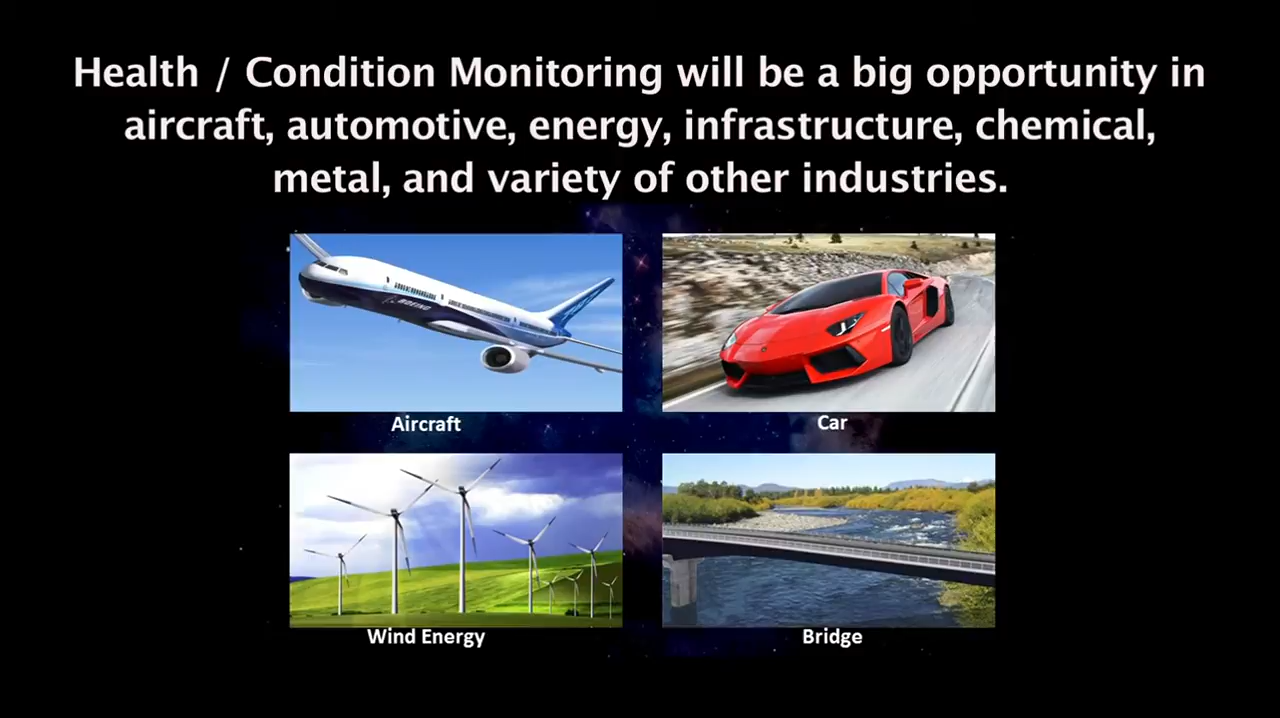 Health / Condition Monitoring will be a big opportunity in
aircraft, automotive, energy, infrastructure, chemical,
metal, and variety of other industries.
BOEING
Aircraft
Car
Wind Energy
Bridge